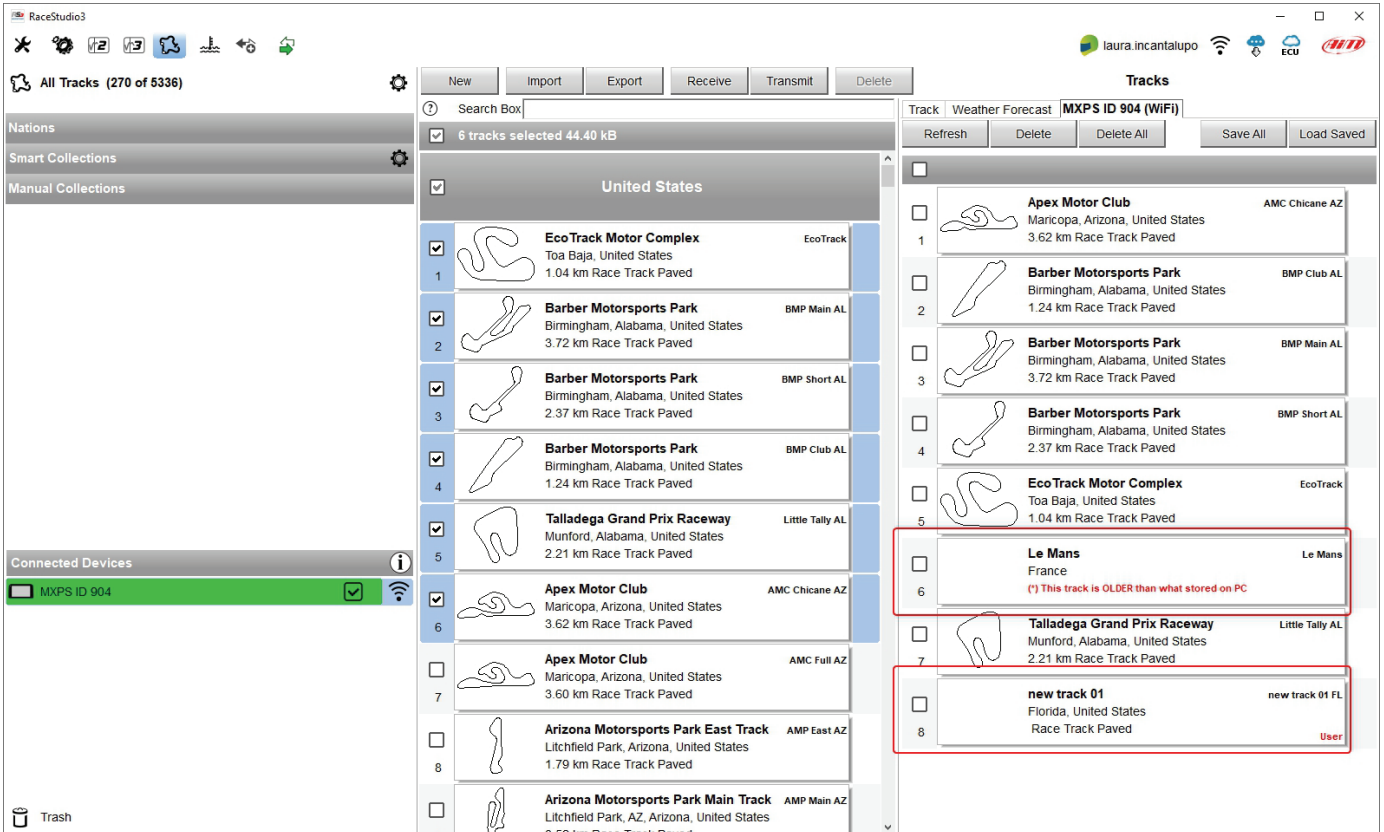 RaceStudio3
laura.incantalupo
ECU
AiM
All Tracks (270 of 5336)
Nations
Smart Collections
Manual Collections
Connected Devices
MXPS ID 904
Trash
New Import Export Receive Transmit Delete
Search Box
6 tracks selected 44.40 kB
United States
EcoTrack Motor Complex EcoTrack
Toa Baja, United States
1.04 km Race Track Paved
1
Barber Motorsports Park BMP Main AL
Birmingham, Alabama, United States
3.72 km Race Track Paved
2
Barber Motorsports Park BMP Short AL
Birmingham, Alabama, United States
2.37 km Race Track Paved
3
Barber Motorsports Park BMP Club AL
Birmingham, Alabama, United States
1.24 km Race Track Paved
4
Talladega Grand Prix Raceway Little Tally AL
Munford, Alabama, United States
2.21 km Race Track Paved
5
Apex Motor Club AMC Chicane AZ
Maricopa, Arizona, United States
3.62 km Race Track Paved
6
Apex Motor Club AMC Full AZ
Maricopa, Arizona, United States
3.60 km Race Track Paved
7
Arizona Motorsports Park East Track AMP East AZ
Litchfield Park, Arizona, United States
1.79 km Race Track Paved
8
Arizona Motorsports Park Main Track AMP Main AZ
Litchfield Park, AZ, Arizona, United States
Tracks
Track Weather Forecast MXPS ID 904 (WiFi)
Refresh Delete Delete All Save All Load Saved
Apex Motor Club AMC Chicane AZ
Maricopa, Arizona, United States
3.62 km Race Track Paved
1
Barber Motorsports Park BMP Club AL
Birmingham, Alabama, United States
1.24 km Race Track Paved
2
Barber Motorsports Park BMP Main AL
Birmingham, Alabama, United States
3.72 km Race Track Paved
3
Barber Motorsports Park BMP Short AL
Birmingham, Alabama, United States
2.37 km Race Track Paved
4
EcoTrack Motor Complex EcoTrack
Toa Baja, United States
1.04 km Race Track Paved
5
Le Mans Le Mans
France
(*) This track is OLDER than what stored on PC
6
Talladega Grand Prix Raceway Little Tally AL
Munford, Alabama, United States
2.21 km Race Track Paved
7
new track 01 new track 01 FL
Florida, United States
Race Track Paved
User
8